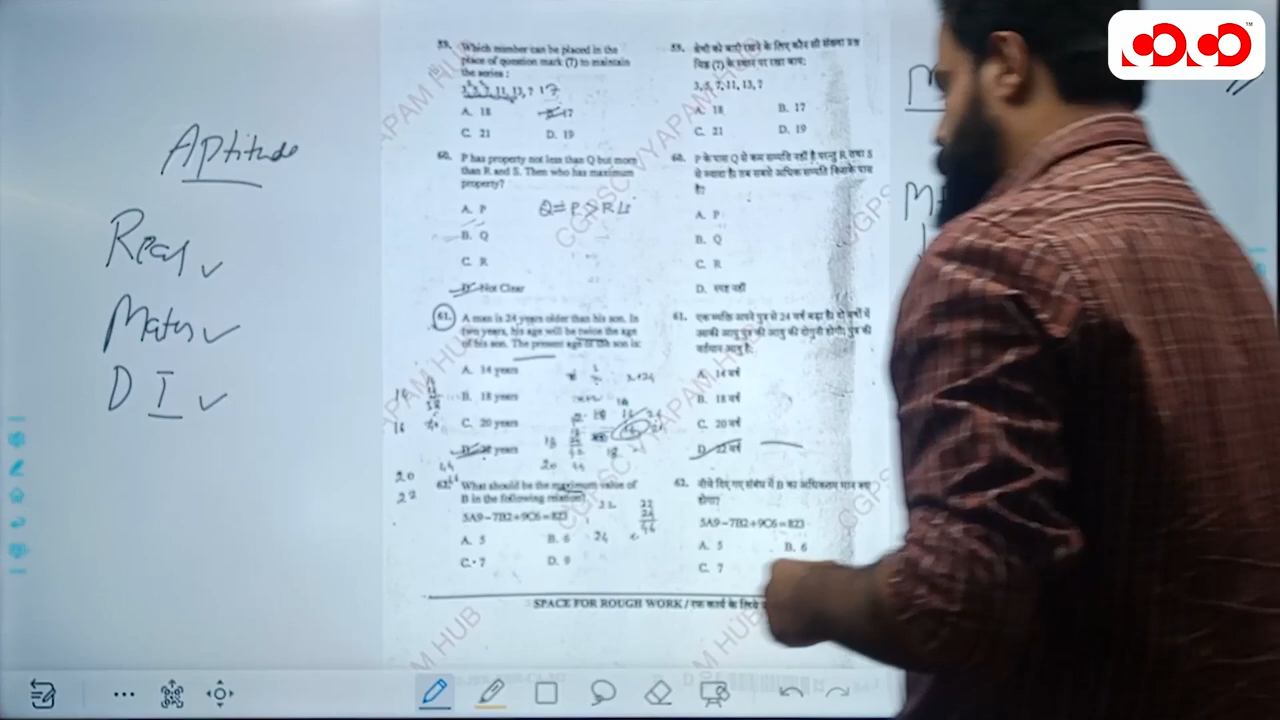 Aptitude
Maths
D I
59. Which number can be placed in the
place of question mark (?) to maintain
the series :
3, 5, 7, 11, 13, ? 17
A. 18
B. 17
C. 21
D. 19
60. P has property not less than Q but more
than R and S. Then who has maximum
property?
A. P
B. Q
C. R
D. Not Clear
61. A man is 24 years older than his son. In
two years, his age will be twice the age
of his son. The present age of the son is:
A. 14 years
B. 18 years
C. 20 years
D. 22 years
62. What should be the maximum value of
B in the following relation?
5A9-7B2+9C6=823
A. 5
B. 6
C. 7
D. 9
59. श्रेणी को जारी रखने के लिए कौन सी संख्या प्रश्न
चिह्न (?) के स्थान पर रखा जाय:
3, 5, 7, 11, 13, ?
A. 18
B. 17
C. 21
D. 19
60. P के पास Q से कम सम्पत्ति नहीं है परन्तु R तथा S
से ज्यादा है। तब सबसे अधिक सम्पत्ति किसके पास
है?
A. P
B. Q
C. R
D. स्पष्ट नहीं
61. एक व्यक्ति अपने पुत्र से 24 वर्ष बड़ा है। दो वर्षों में
उसकी आयु पुत्र की आयु की दोगुनी होगी। पुत्र की
वर्तमान आयु है:
A. 14 वर्ष
B. 18 वर्ष
C. 20 वर्ष
D. 22 वर्ष
62. नीचे दिए गए संबंध में B का अधिकतम मान क्या
होगा?
5A9-7B2+9C6=823
A. 5
B. 6
C. 7
SPACE FOR ROUGH WORK / रफ कार्य के लिये
CGPSC VYAPAM HUB